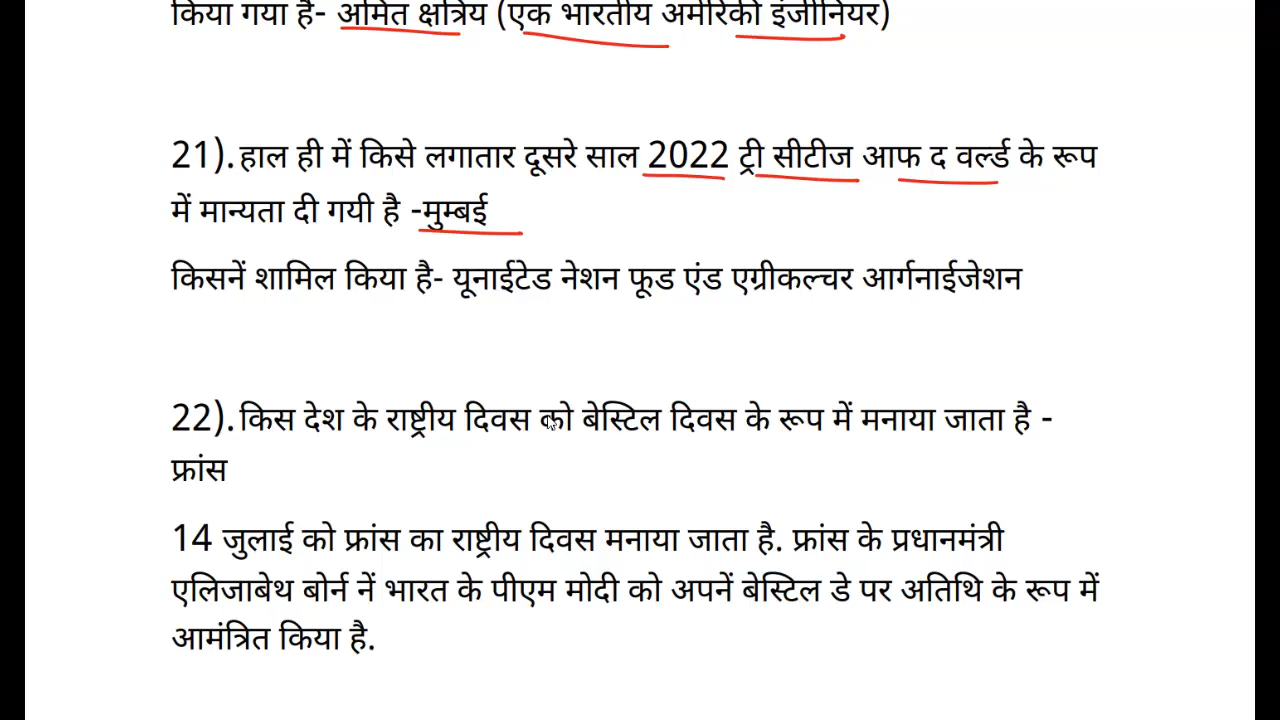 किया गया है- अमित क्षत्रिय (एक भारतीय अमेरिकी इंजीनियर)
21). हाल ही में किसे लगातार दूसरे साल 2022 ट्री सीटीज आफ द वर्ल्ड के रूप
में मान्यता दी गयी है -मुम्बई
किसनें शामिल किया है- यूनाईटेड नेशन फूड एंड एग्रीकल्चर आर्गनाईजेशन
22). किस देश के राष्ट्रीय दिवस को बेस्टिल दिवस के रूप में मनाया जाता है -
फ्रांस
14 जुलाई को फ्रांस का राष्ट्रीय दिवस मनाया जाता है. फ्रांस के प्रधानमंत्री
एलिजाबेथ बोर्न नें भारत के पीएम मोदी को अपनें बेस्टिल डे पर अतिथि के रूप में
आमंत्रित किया है.